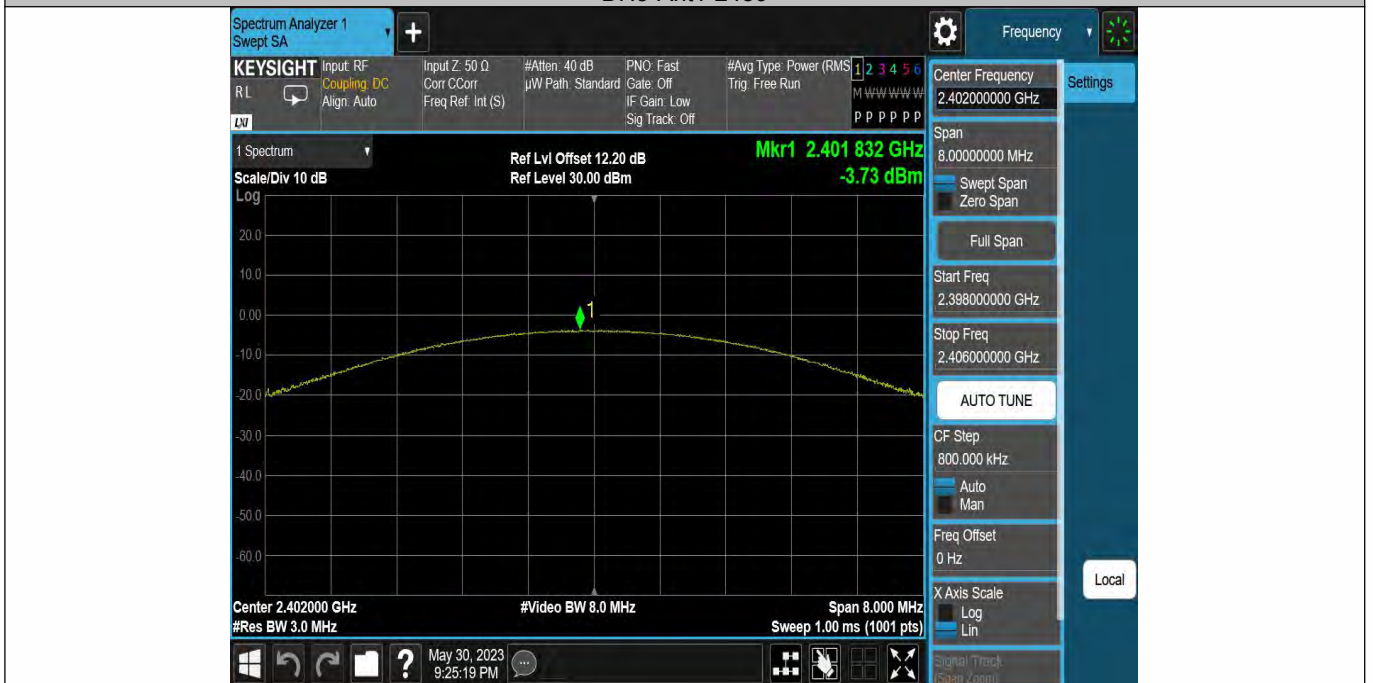 Spectrum Analyzer 1
Swept SA
+
Frequency
KEYSIGHT
RL
LXI
Input: RF
Coupling: DC
Align: Auto
Input Z: 50 Ω
Corr CCorr
Freq Ref: Int (S)
#Atten: 40 dB
µW Path: Standard
PNO: Fast
Gate: Off
IF Gain: Low
Sig Track: Off
#Avg Type: Power (RMS
Trig: Free Run
1 2 3 4 5 6
M W W W W W
P P P P P P
1 Spectrum
Scale/Div 10 dB
Ref Lvl Offset 12.20 dB
Ref Level 30.00 dBm
Mkr1 2.401 832 GHz
-3.73 dBm
Log
20.0
10.0
0.00
-10.0
-20.0
-30.0
-40.0
-50.0
-60.0
1
Center 2.402000 GHz
#Res BW 3.0 MHz
#Video BW 8.0 MHz
Span 8.000 MHz
Sweep 1.00 ms (1001 pts)
?
May 30, 2023
9:25:19 PM
Center Frequency
2.402000000 GHz
Settings
Span
8.00000000 MHz
Swept Span
Zero Span
Full Span
Start Freq
2.398000000 GHz
Stop Freq
2.406000000 GHz
AUTO TUNE
CF Step
800.000 kHz
Auto
Man
Freq Offset
0 Hz
Local
X Axis Scale
Log
Lin
Signal Track
(Span Zoom)